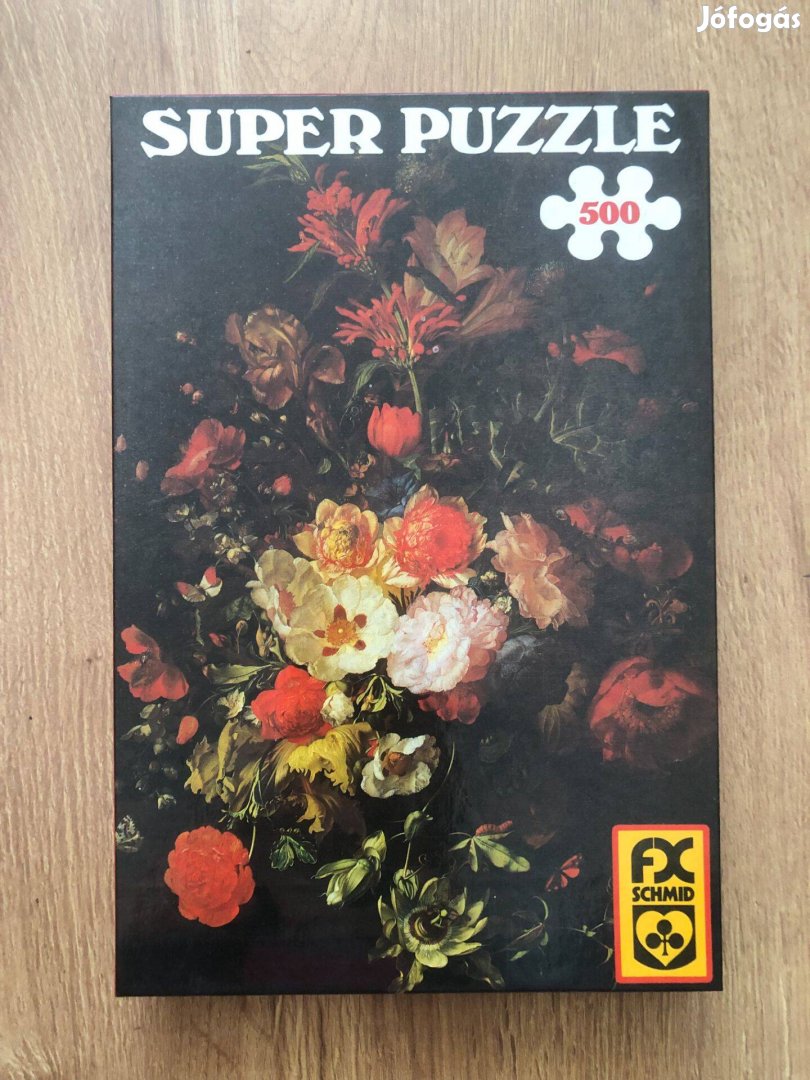 Jófogás
SUPER PUZZLE
500
FX
SCHMID